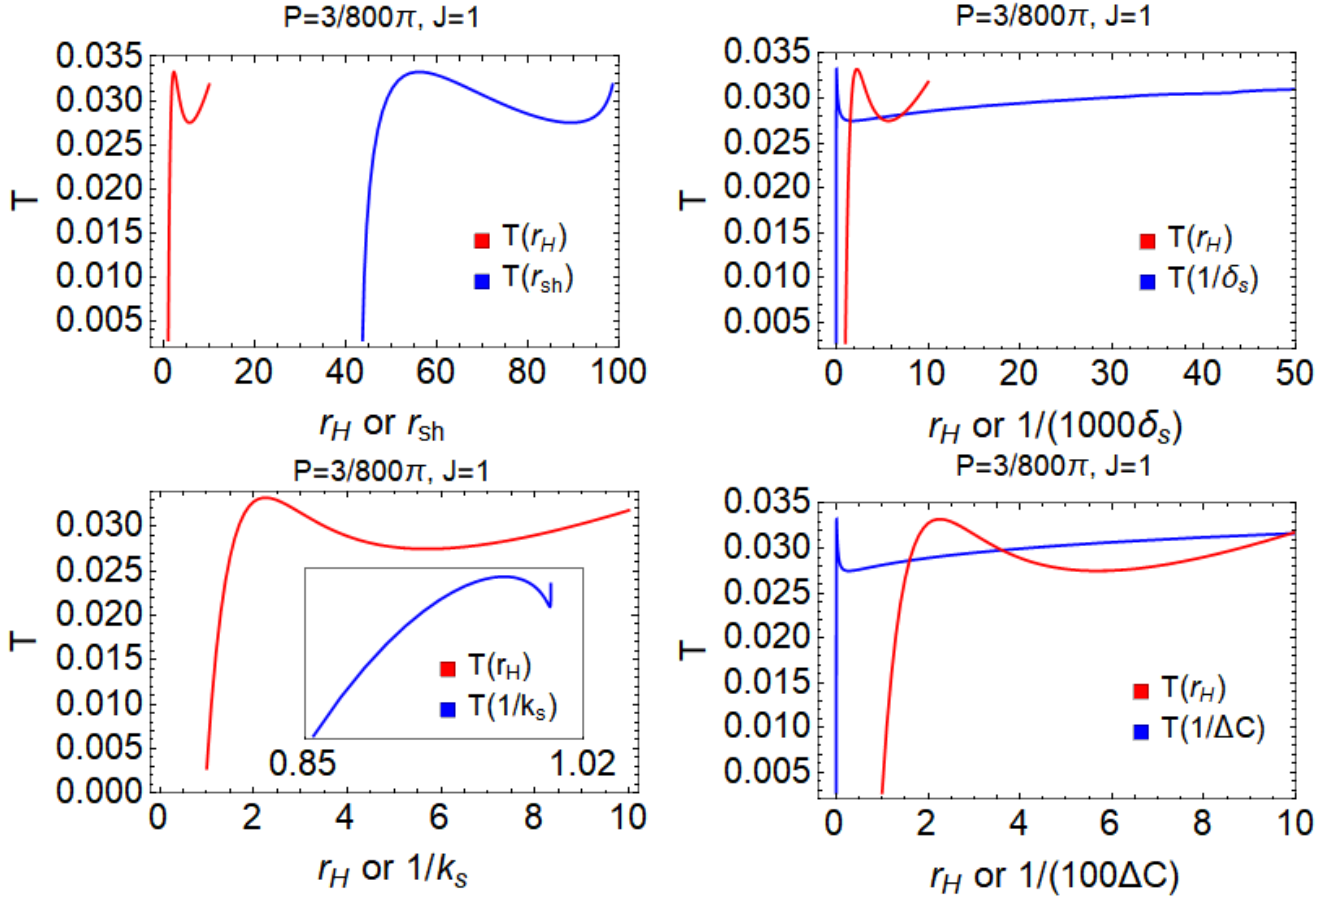 P=3/800π, J=1
0.035
0.030
0.025
0.020
0.015
0.010
0.005
T
T(r_H)
T(r_sh)
0 20 40 60 80 100
r_H or r_sh
P=3/800π, J=1
0.035
0.030
0.025
0.020
0.015
0.010
0.005
T
T(r_H)
T(1/δ_s)
0 10 20 30 40 50
r_H or 1/(1000δ_s)
P=3/800π, J=1
0.030
0.025
0.020
0.015
0.010
0.005
0.000
T
T(r_H)
T(1/k_s)
0.85 1.02
0 2 4 6 8 10
r_H or 1/k_s
P=3/800π, J=1
0.035
0.030
0.025
0.020
0.015
0.010
0.005
T
T(r_H)
T(1/ΔC)
0 2 4 6 8 10
r_H or 1/(100ΔC)